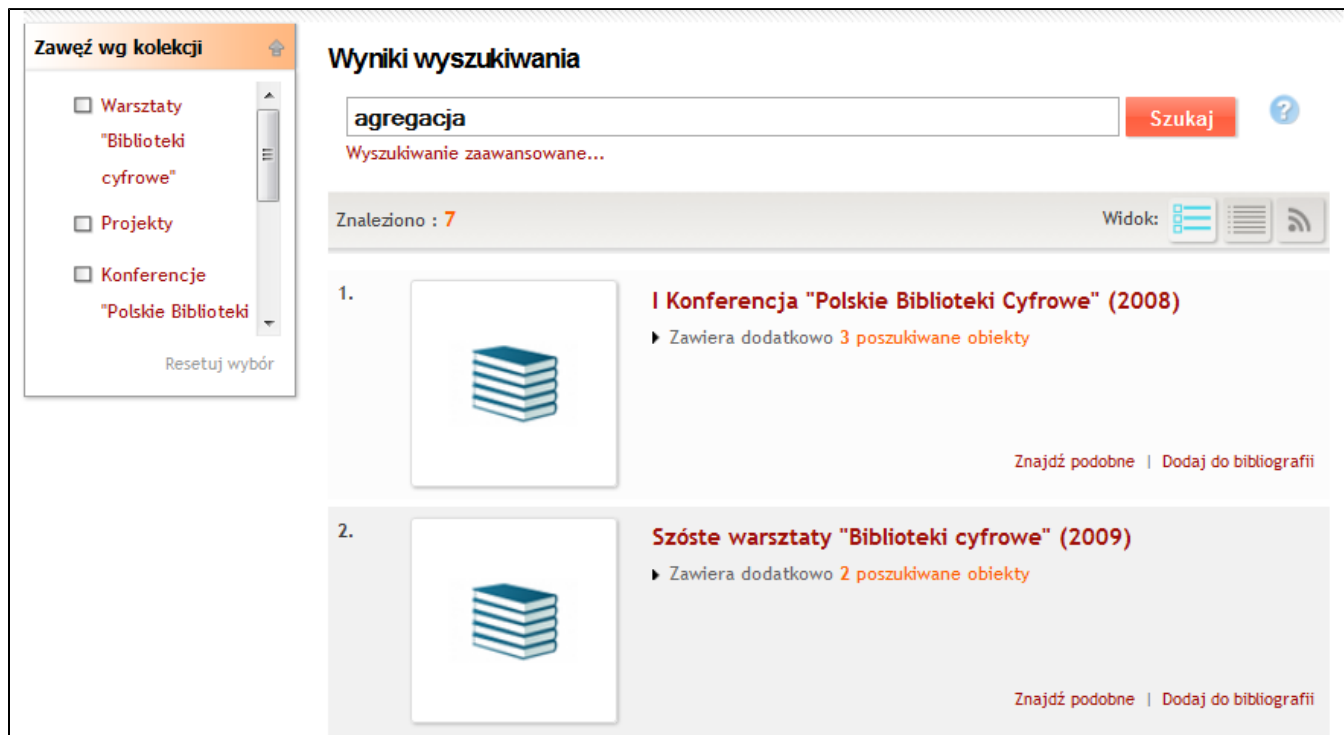 Zawęź wg kolekcji
Warsztaty
"Biblioteki
cyfrowe"
Projekty
Konferencje
"Polskie Biblioteki
Resetuj wybór
Wyniki wyszukiwania
agregacja
Szukaj
?
Wyszukiwanie zaawansowane...
Znaleziono : 7
Widok:
1.
I Konferencja "Polskie Biblioteki Cyfrowe" (2008)
Zawiera dodatkowo 3 poszukiwane obiekty
Znajdź podobne | Dodaj do bibliografii
2.
Szóste warsztaty "Biblioteki cyfrowe" (2009)
Zawiera dodatkowo 2 poszukiwane obiekty
Znajdź podobne | Dodaj do bibliografii